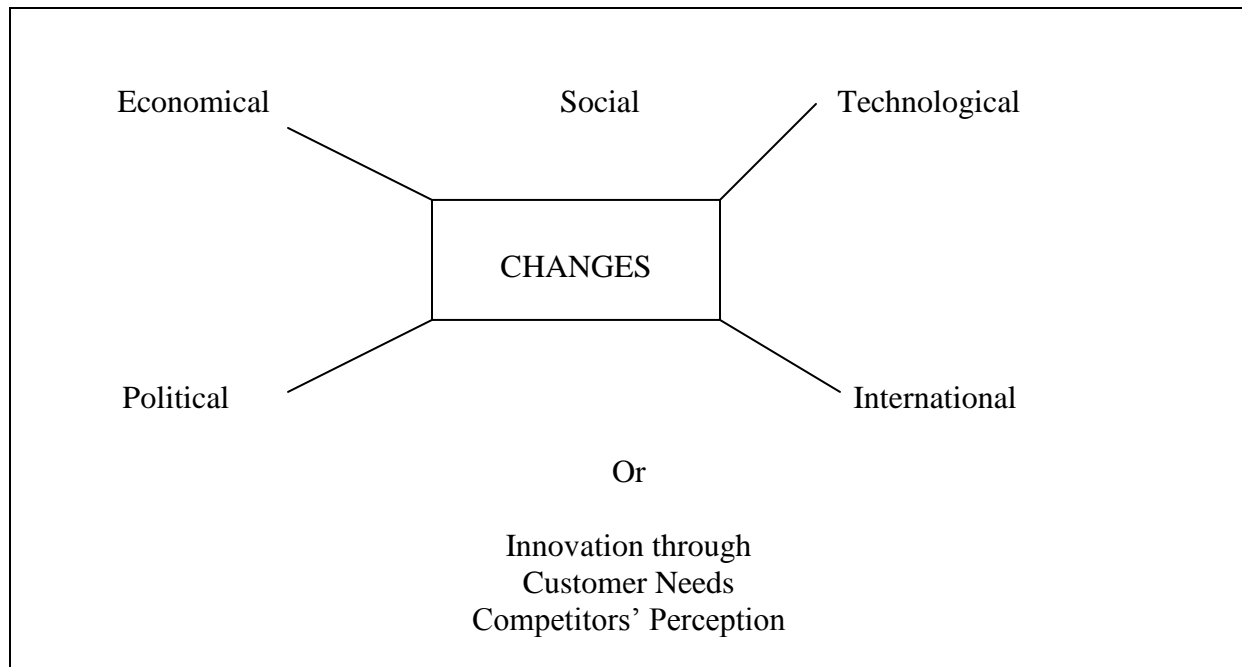 Economical Social Technological
CHANGES
Political International
Or
Innovation through
Customer Needs
Competitors’ Perception